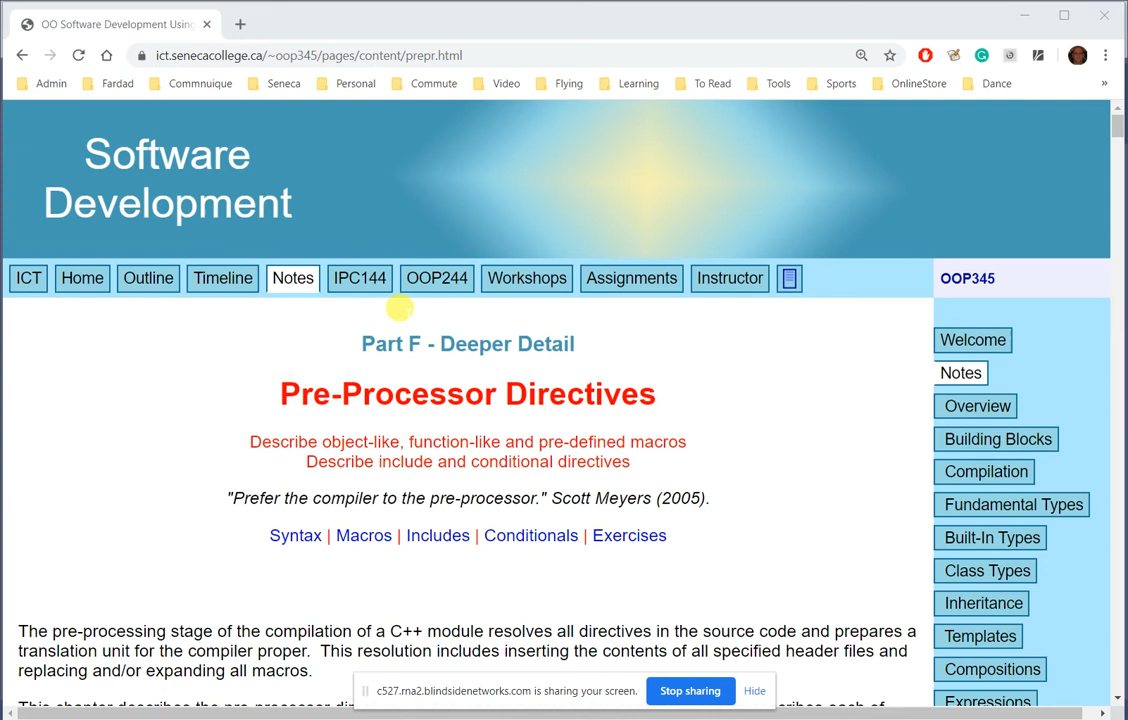 OO Software Development Using
ict.senecacollege.ca/~oop345/pages/content/prepr.html
Admin Fardad Commnuique Seneca Personal Commute Video Flying Learning To Read Tools Sports OnlineStore Dance »
Software
Development
ICT Home Outline Timeline Notes IPC144 OOP244 Workshops Assignments Instructor
OOP345
Welcome
Notes
Overview
Building Blocks
Compilation
Fundamental Types
Built-In Types
Class Types
Inheritance
Templates
Compositions
Expressions
Part F - Deeper Detail
Pre-Processor Directives
Describe object-like, function-like and pre-defined macros
Describe include and conditional directives
"Prefer the compiler to the pre-processor." Scott Meyers (2005).
Syntax | Macros | Includes | Conditionals | Exercises
The pre-processing stage of the compilation of a C++ module resolves all directives in the source code and prepares a
translation unit for the compiler proper. This resolution includes inserting the contents of all specified header files and
replacing and/or expanding all macros.
This chapter describes the pre-processor
c527.rna2.blindsidenetworks.com is sharing your screen. Stop sharing Hide